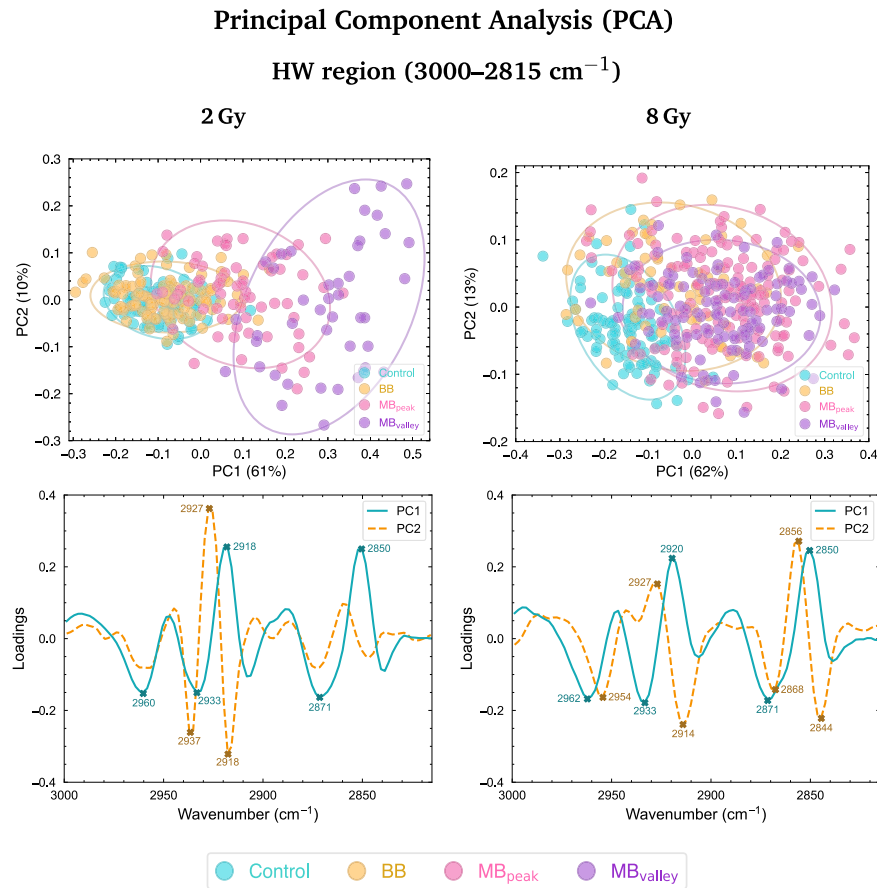 Principal Component Analysis (PCA)
HW region (3000–2815 cm⁻¹)
2 Gy
8 Gy
0.3
0.2
0.1
0.0
−0.1
−0.2
−0.3
PC2 (10%)
−0.3 −0.2 −0.1 0.0 0.1 0.2 0.3 0.4 0.5
PC1 (61%)
Control
BB
MBpeak
MBvalley
0.2
0.1
0.0
−0.1
−0.2
PC2 (13%)
−0.4 −0.3 −0.2 −0.1 0.0 0.1 0.2 0.3 0.4
PC1 (62%)
Control
BB
MBpeak
MBvalley
0.4
0.2
0.0
−0.2
−0.4
Loadings
2927
2918
2850
2960
2933
2871
2937
2918
PC1
PC2
3000 2950 2900 2850
Wavenumber (cm⁻¹)
0.4
0.2
0.0
−0.2
−0.4
Loadings
2856
2850
2920
2927
2962
2954
2933
2914
2871
2868
2844
PC1
PC2
3000 2950 2900 2850
Wavenumber (cm⁻¹)
Control BB MBpeak MBvalley